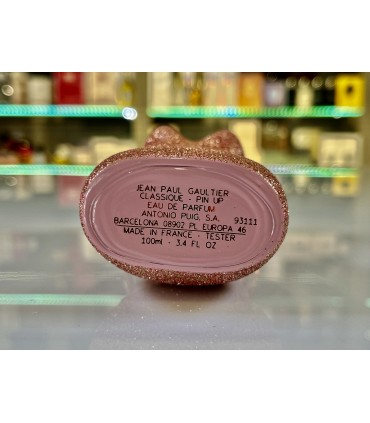 JEAN PAUL GAULTIER
CLASSIQUE - PIN UP
EAU DE PARFUM
ANTONIO PUIG, S.A. 93111
BARCELONA 08902 PL EUROPA 46
MADE IN FRANCE - TESTER
100ml - 3.4 FL OZ